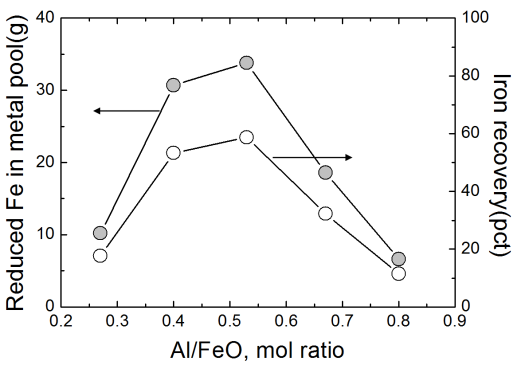 Reduced Fe in metal pool(g)
40
30
20
10
0
100
80
60
40
20
0
Iron recovery(pct)
0.2 0.3 0.4 0.5 0.6 0.7 0.8 0.9
Al/FeO, mol ratio